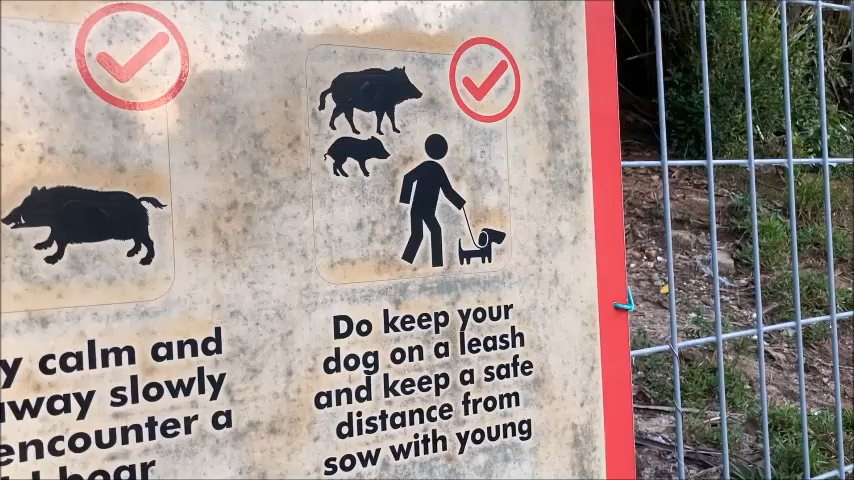 y calm and
away slowly
encounter a
boar
Do keep your
dog on a leash
and keep a safe
distance from
sow with young